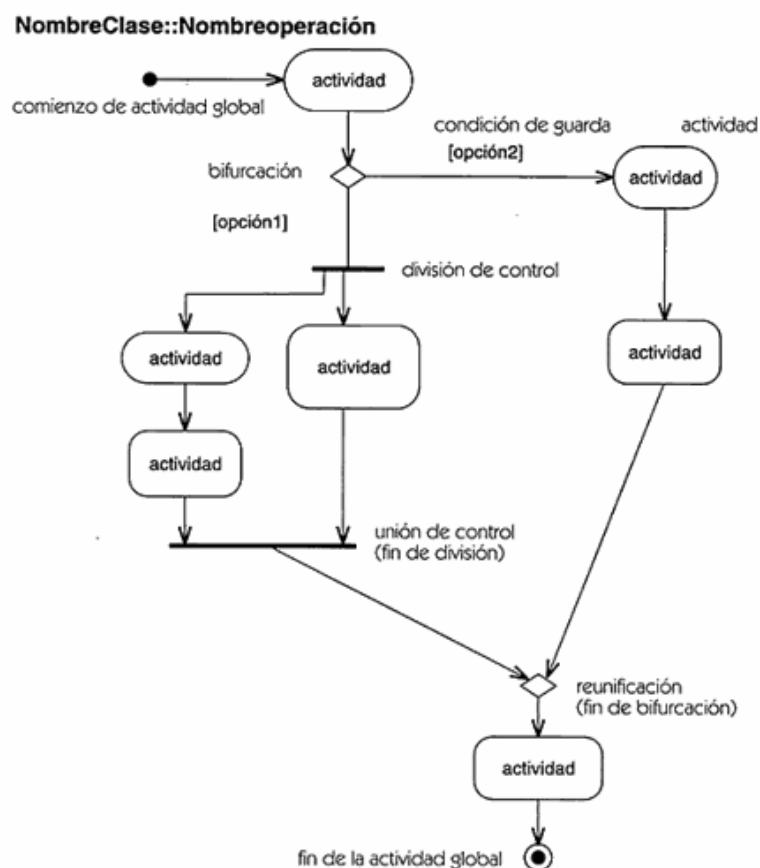 NombreClase::Nombreoperación
actividad
comienzo de actividad global
condición de guarda
actividad
[opción2]
bifurcación
actividad
[opción1]
división de control
actividad
actividad
actividad
actividad
unión de control
(fin de división)
reunificación
(fin de bifurcación)
actividad
fin de la actividad global